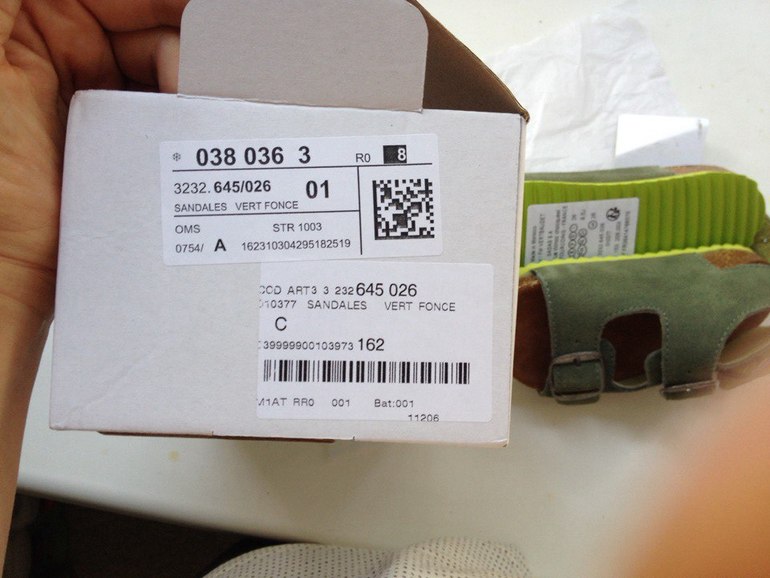 038 036 3 R0 8
3232.645/026 01
SANDALES VERT FONCE
OMS STR 1003
0754/ A 162310304295182519
COD ART3 3 232 645 026
010377 SANDALES VERT FONCE
C
39999900103973 162
M1AT RR0 001 Bat:001
11206